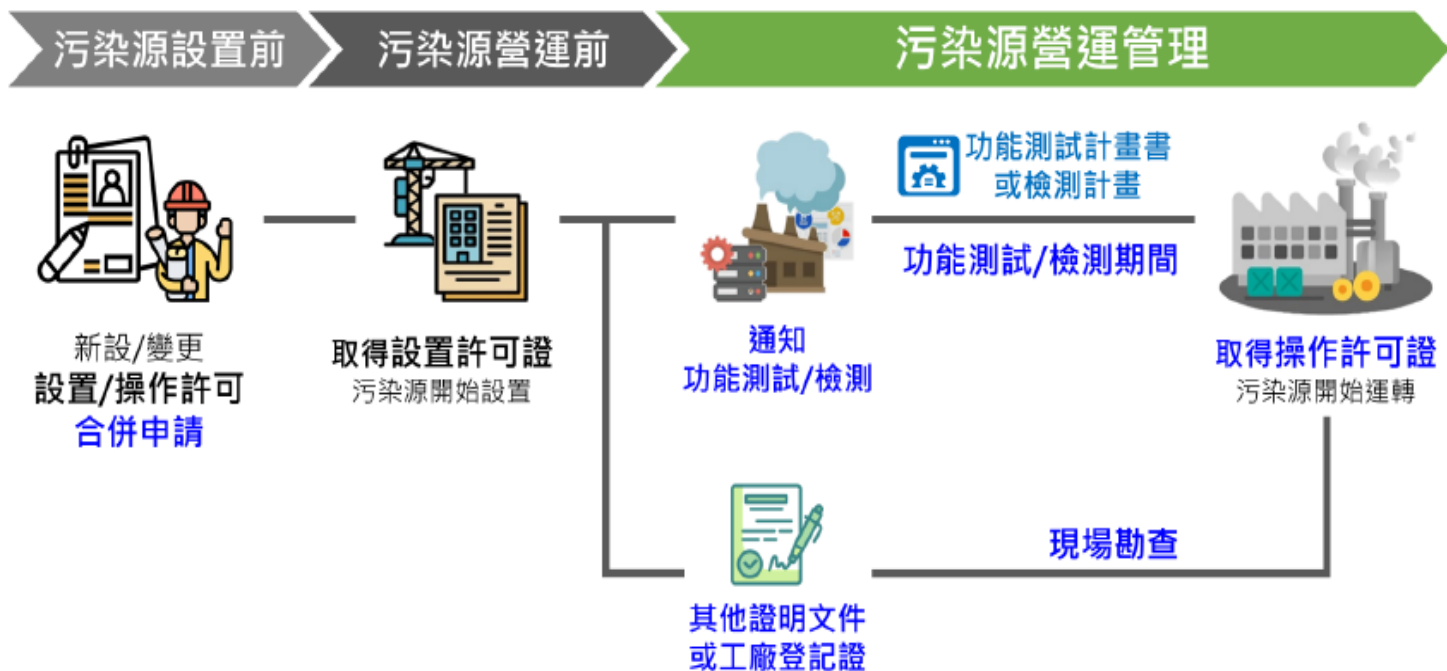 污染源設置前
污染源營運前
污染源營運管理
新設/變更
設置/操作許可
合併申請
取得設置許可證
污染源開始設置
通知
功能測試/檢測
功能測試計畫書
或檢測計畫
功能測試/檢測期間
取得操作許可證
污染源開始運轉
其他證明文件
或工廠登記證
現場勘查